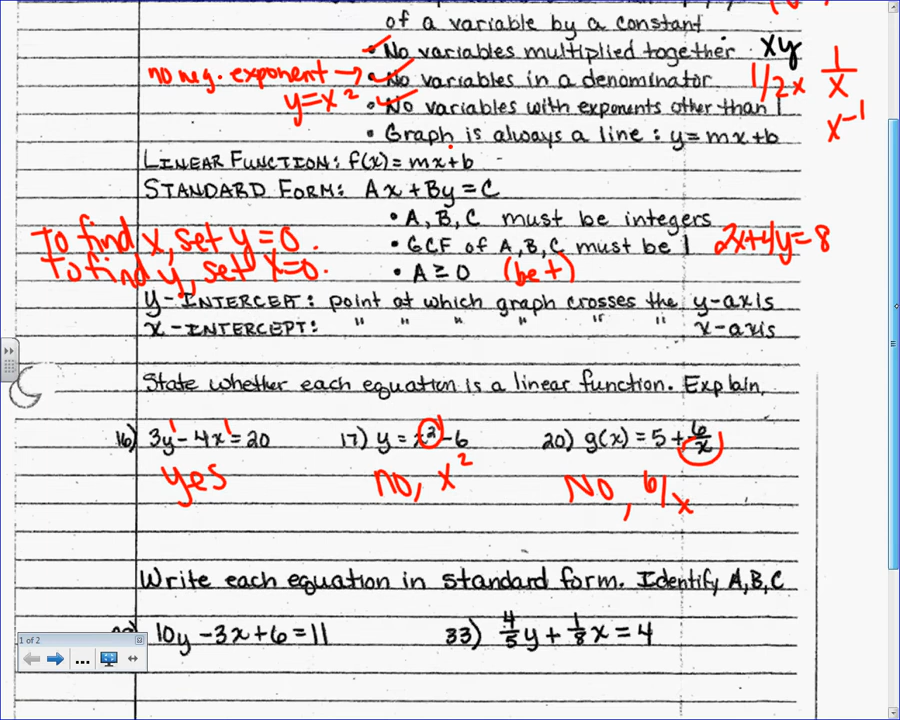 of a variable by a constant
• No variables multiplied together xy
no neg. exponent → • No variables in a denominator 1/2x 1/x
y=x² • No variables with exponents other than 1
• Graph is always a line : y=mx+b x⁻¹
LINEAR FUNCTION: f(x)=mx+b
STANDARD FORM: Ax+By=C
• A, B, C must be integers
To find x, set y=0. • GCF of A, B, C must be 1 2x+4y=8
To find y, set x=0. • A≥0 (be +)
y-INTERCEPT: point at which graph crosses the y-axis
x-INTERCEPT: " " " " " " x-axis
State whether each equation is a linear function. Explain.
16) 3y¹-4x¹=20 17) y=x²-6 20) g(x)=5+6/x
yes no, x² No, 6/x
Write each equation in standard form. Identify A,B,C
1 of 2
10y-3x+6=11 33) 4/5y+1/8x=4